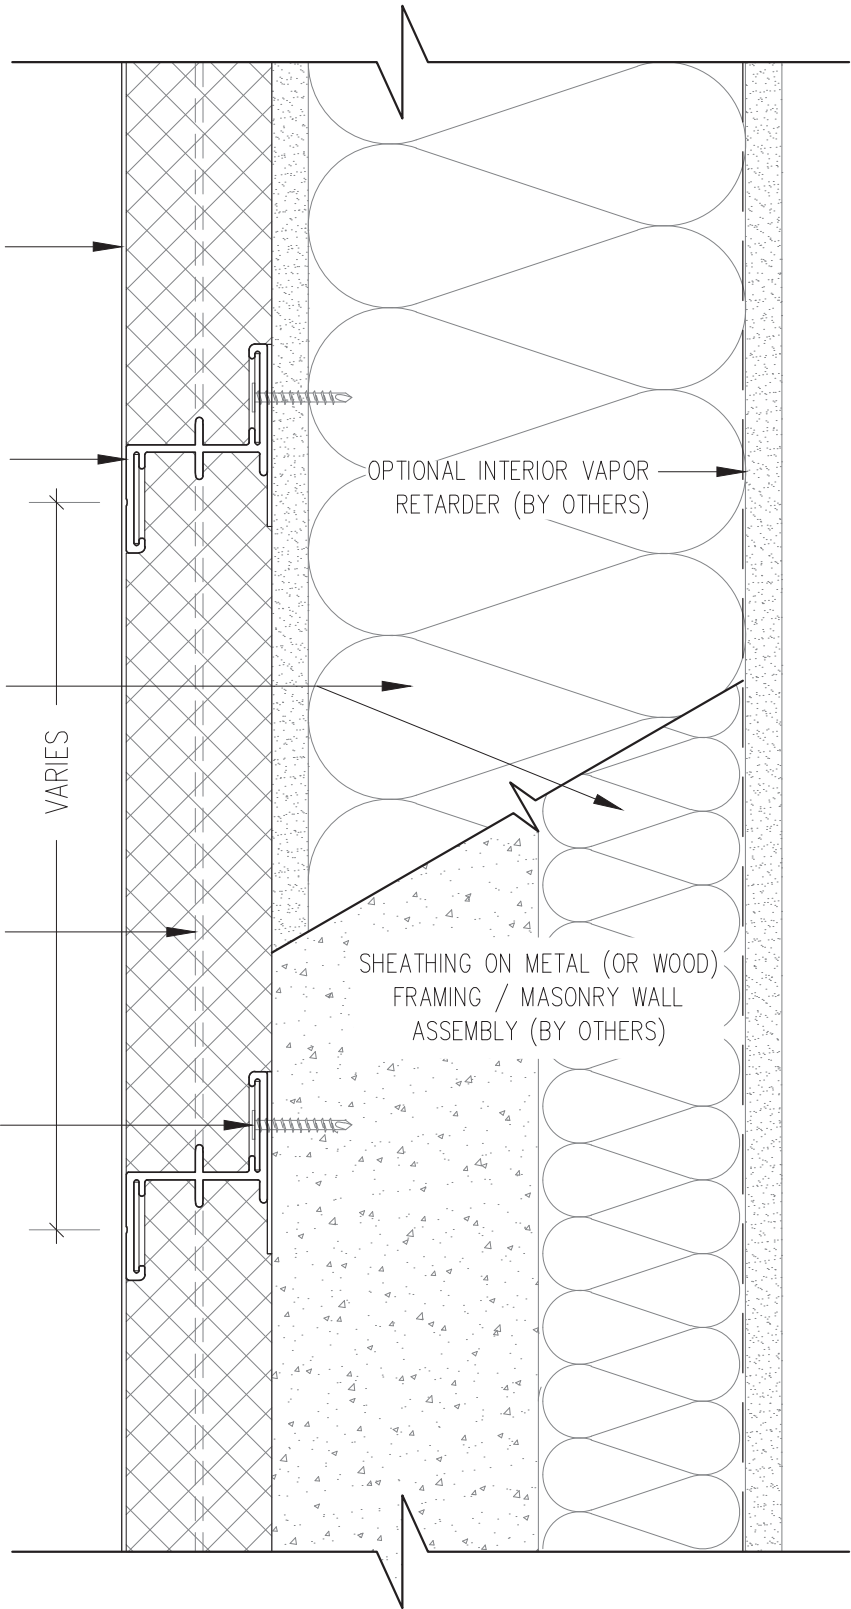 OPTIONAL INTERIOR VAPOR
RETARDER (BY OTHERS)
VARIES
SHEATHING ON METAL (OR WOOD)
FRAMING / MASONRY WALL
ASSEMBLY (BY OTHERS)